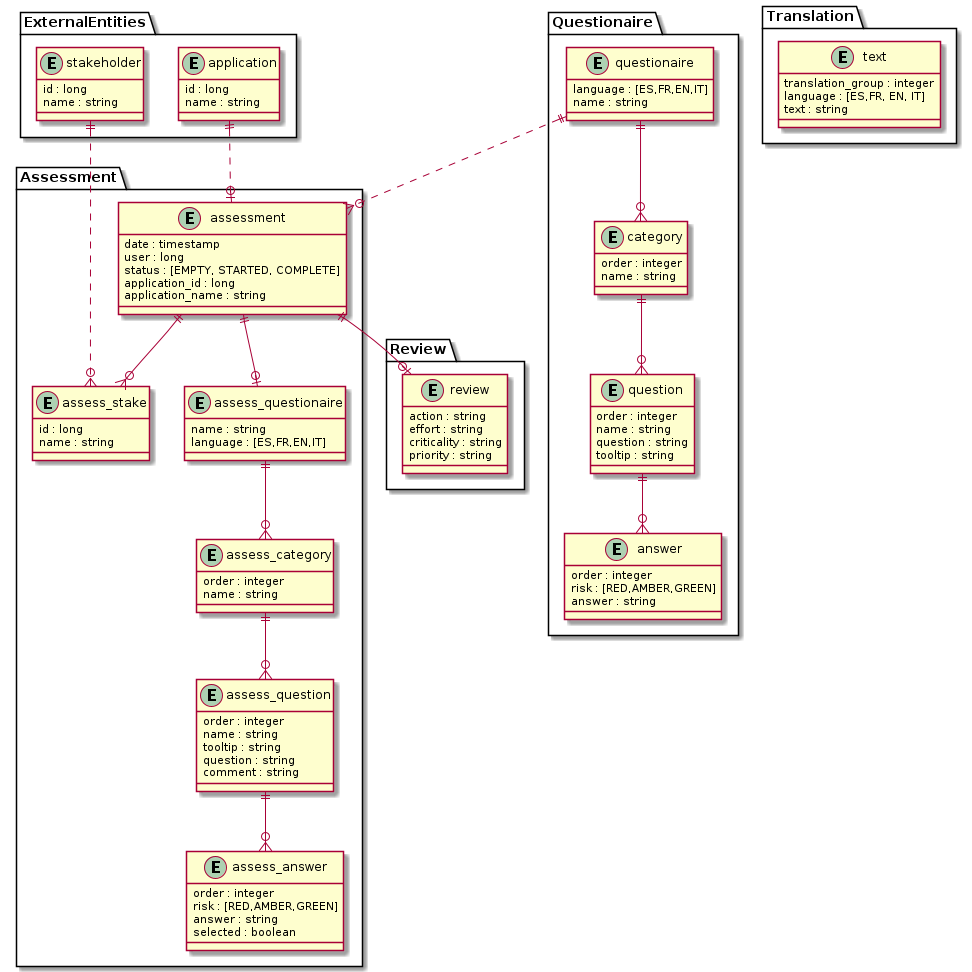 ExternalEntities
E stakeholder
id : long
name : string
E application
id : long
name : string
Questionaire
E questionaire
language : [ES,FR,EN,IT]
name : string
Translation
E text
translation_group : integer
language : [ES,FR, EN, IT]
text : string
Assessment
E assessment
date : timestamp
user : long
status : [EMPTY, STARTED, COMPLETE]
application_id : long
application_name : string
E category
order : integer
name : string
Review
E review
action : string
effort : string
criticality : string
priority : string
E assess_stake
id : long
name : string
E assess_questionaire
name : string
language : [ES,FR,EN,IT]
E question
order : integer
name : string
question : string
tooltip : string
E assess_category
order : integer
name : string
E answer
order : integer
risk : [RED,AMBER,GREEN]
answer : string
E assess_question
order : integer
name : string
tooltip : string
question : string
comment : string
E assess_answer
order : integer
risk : [RED,AMBER,GREEN]
answer : string
selected : boolean